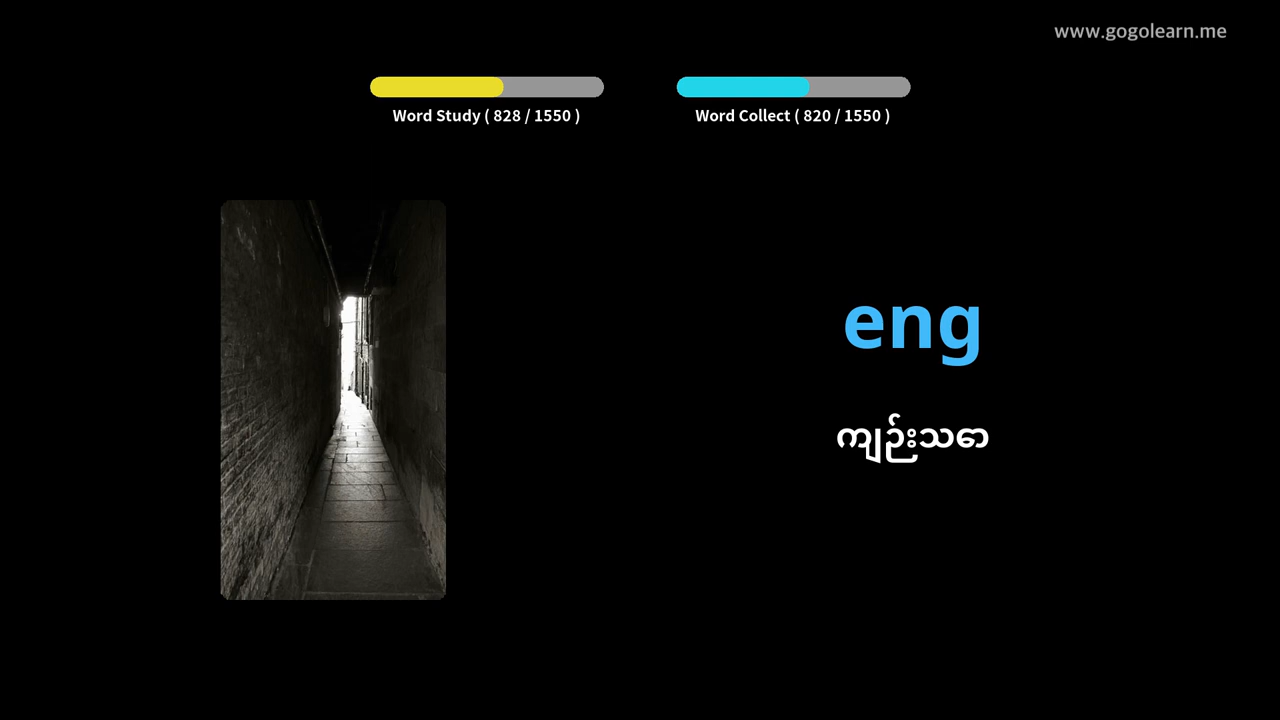 www.gogolearn.me
Word Study ( 828 / 1550 )
Word Collect ( 820 / 1550 )
eng
ကျဉ်းသော